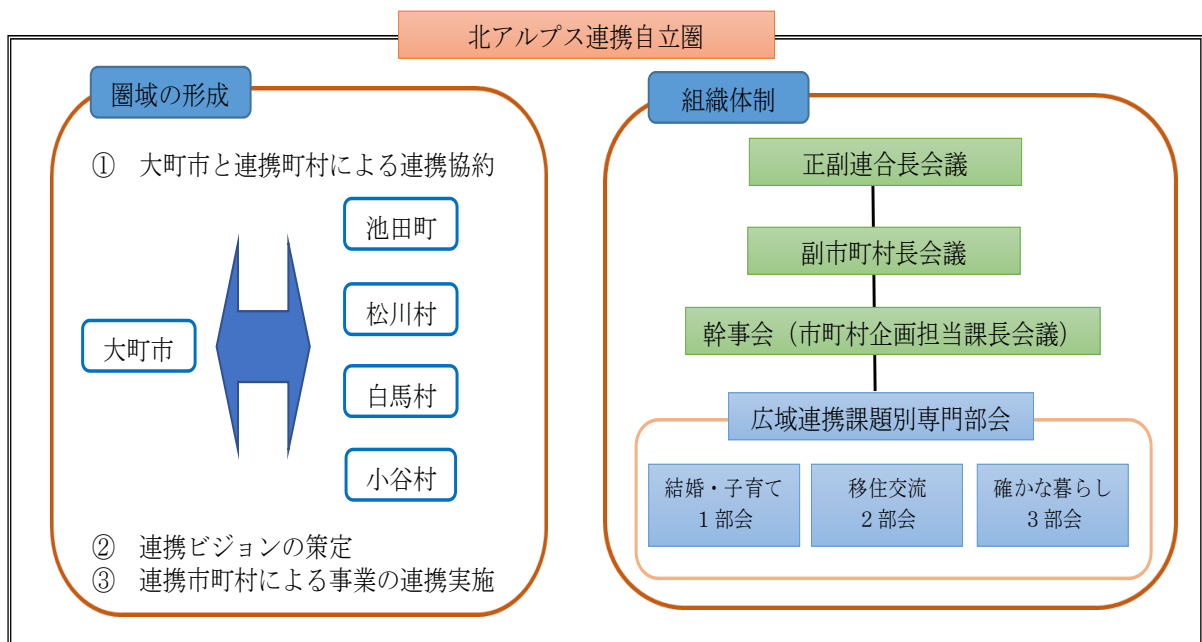 北アルプス連携自立圏
圏域の形成
① 大町市と連携町村による連携協約
大町市
池田町
松川村
白馬村
小谷村
② 連携ビジョンの策定
③ 連携市町村による事業の連携実施
組織体制
正副連合長会議
副市町村長会議
幹事会（市町村企画担当課長会議）
広域連携課題別専門部会
結婚・子育て
1部会
移住交流
2部会
確かな暮らし
3部会